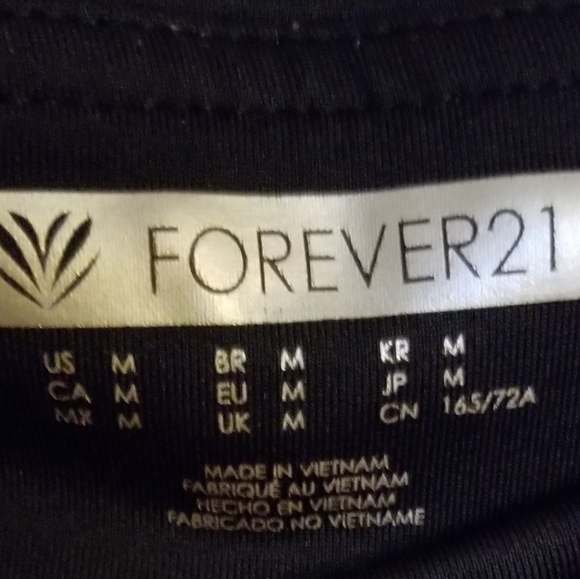 FOREVER21
US M BR M KR M
CA M EU M JP M
MX M UK M CN 165/72A
MADE IN VIETNAM
FABRIQUÉ AU VIETNAM
HECHO EN VIETNAM
FABRICADO NO VIETNAME